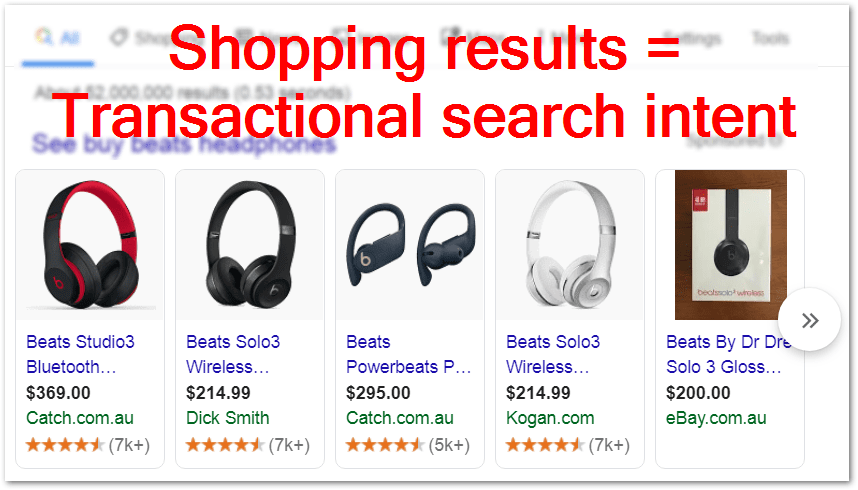 All Shopping Settings Tools
Shopping results =
About 52,000,000 results (0.53 seconds)
Transactional search intent
See buy beats headphones Sponsored
beatssolo3 wireless
Beats Studio3 Beats Solo3 Beats Beats Solo3 Beats By Dr Dre
Bluetooth… Wireless… Powerbeats P… Wireless… Solo 3 Gloss…
$369.00 $214.99 $295.00 $214.99 $200.00
Catch.com.au Dick Smith Catch.com.au Kogan.com eBay.com.au
(7k+) (7k+) (5k+) (7k+)